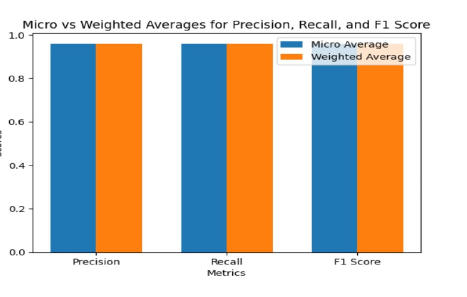 Micro vs Weighted Averages for Precision, Recall, and F1 Score
Micro Average
Weighted Average
1.0
0.8
0.6
0.4
0.2
0.0
Precision
Recall
F1 Score
Metrics